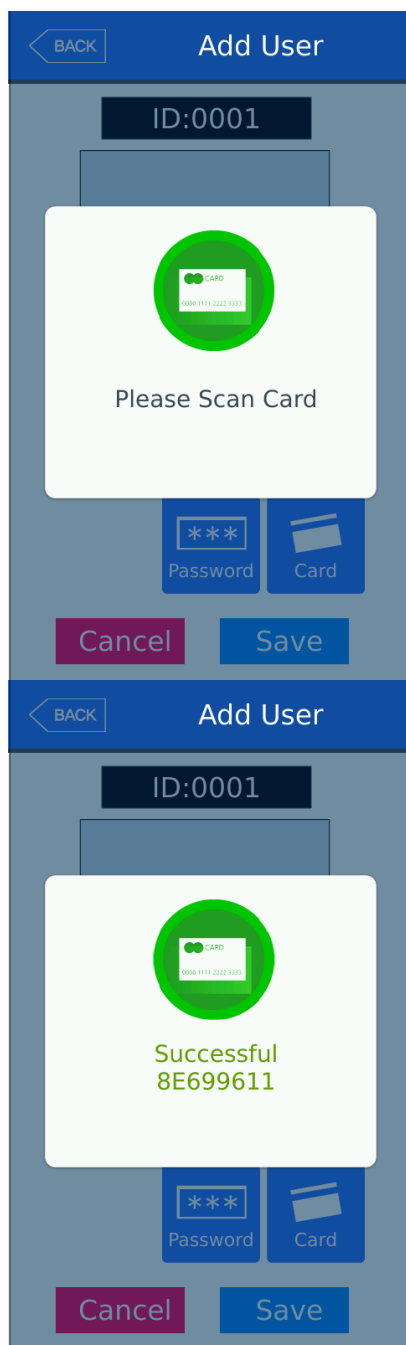 BACK
Add User
ID:0001
CARD
0000 1111 2222 3333
Please Scan Card
***
Password
Card
Cancel
Save
BACK
Add User
ID:0001
CARD
0000 1111 2222 3333
Successful
8E699611
***
Password
Card
Cancel
Save